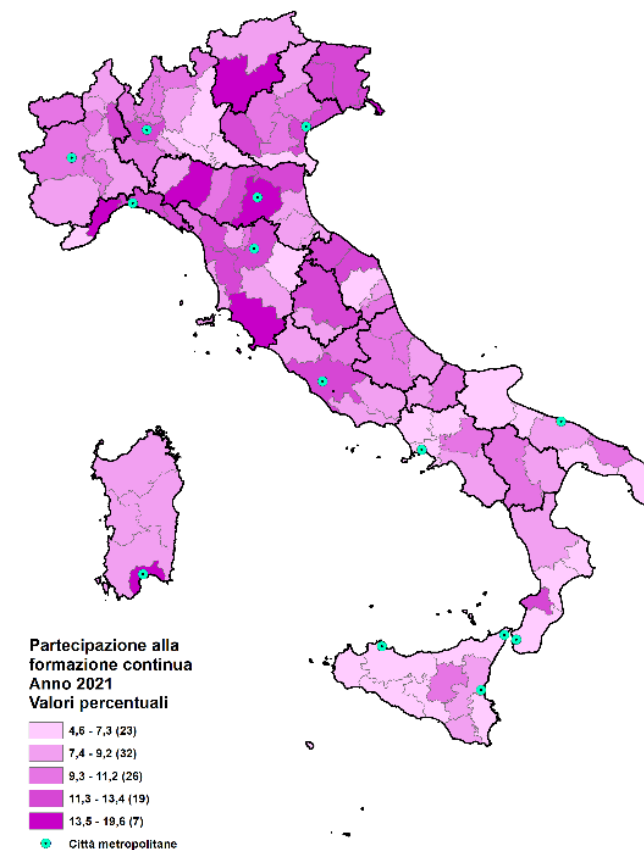 Partecipazione alla
formazione continua
Anno 2021
Valori percentuali
4,6 - 7,3 (23)
7,4 - 9,2 (32)
9,3 - 11,2 (26)
11,3 - 13,4 (19)
13,5 - 19,6 (7)
Città metropolitane